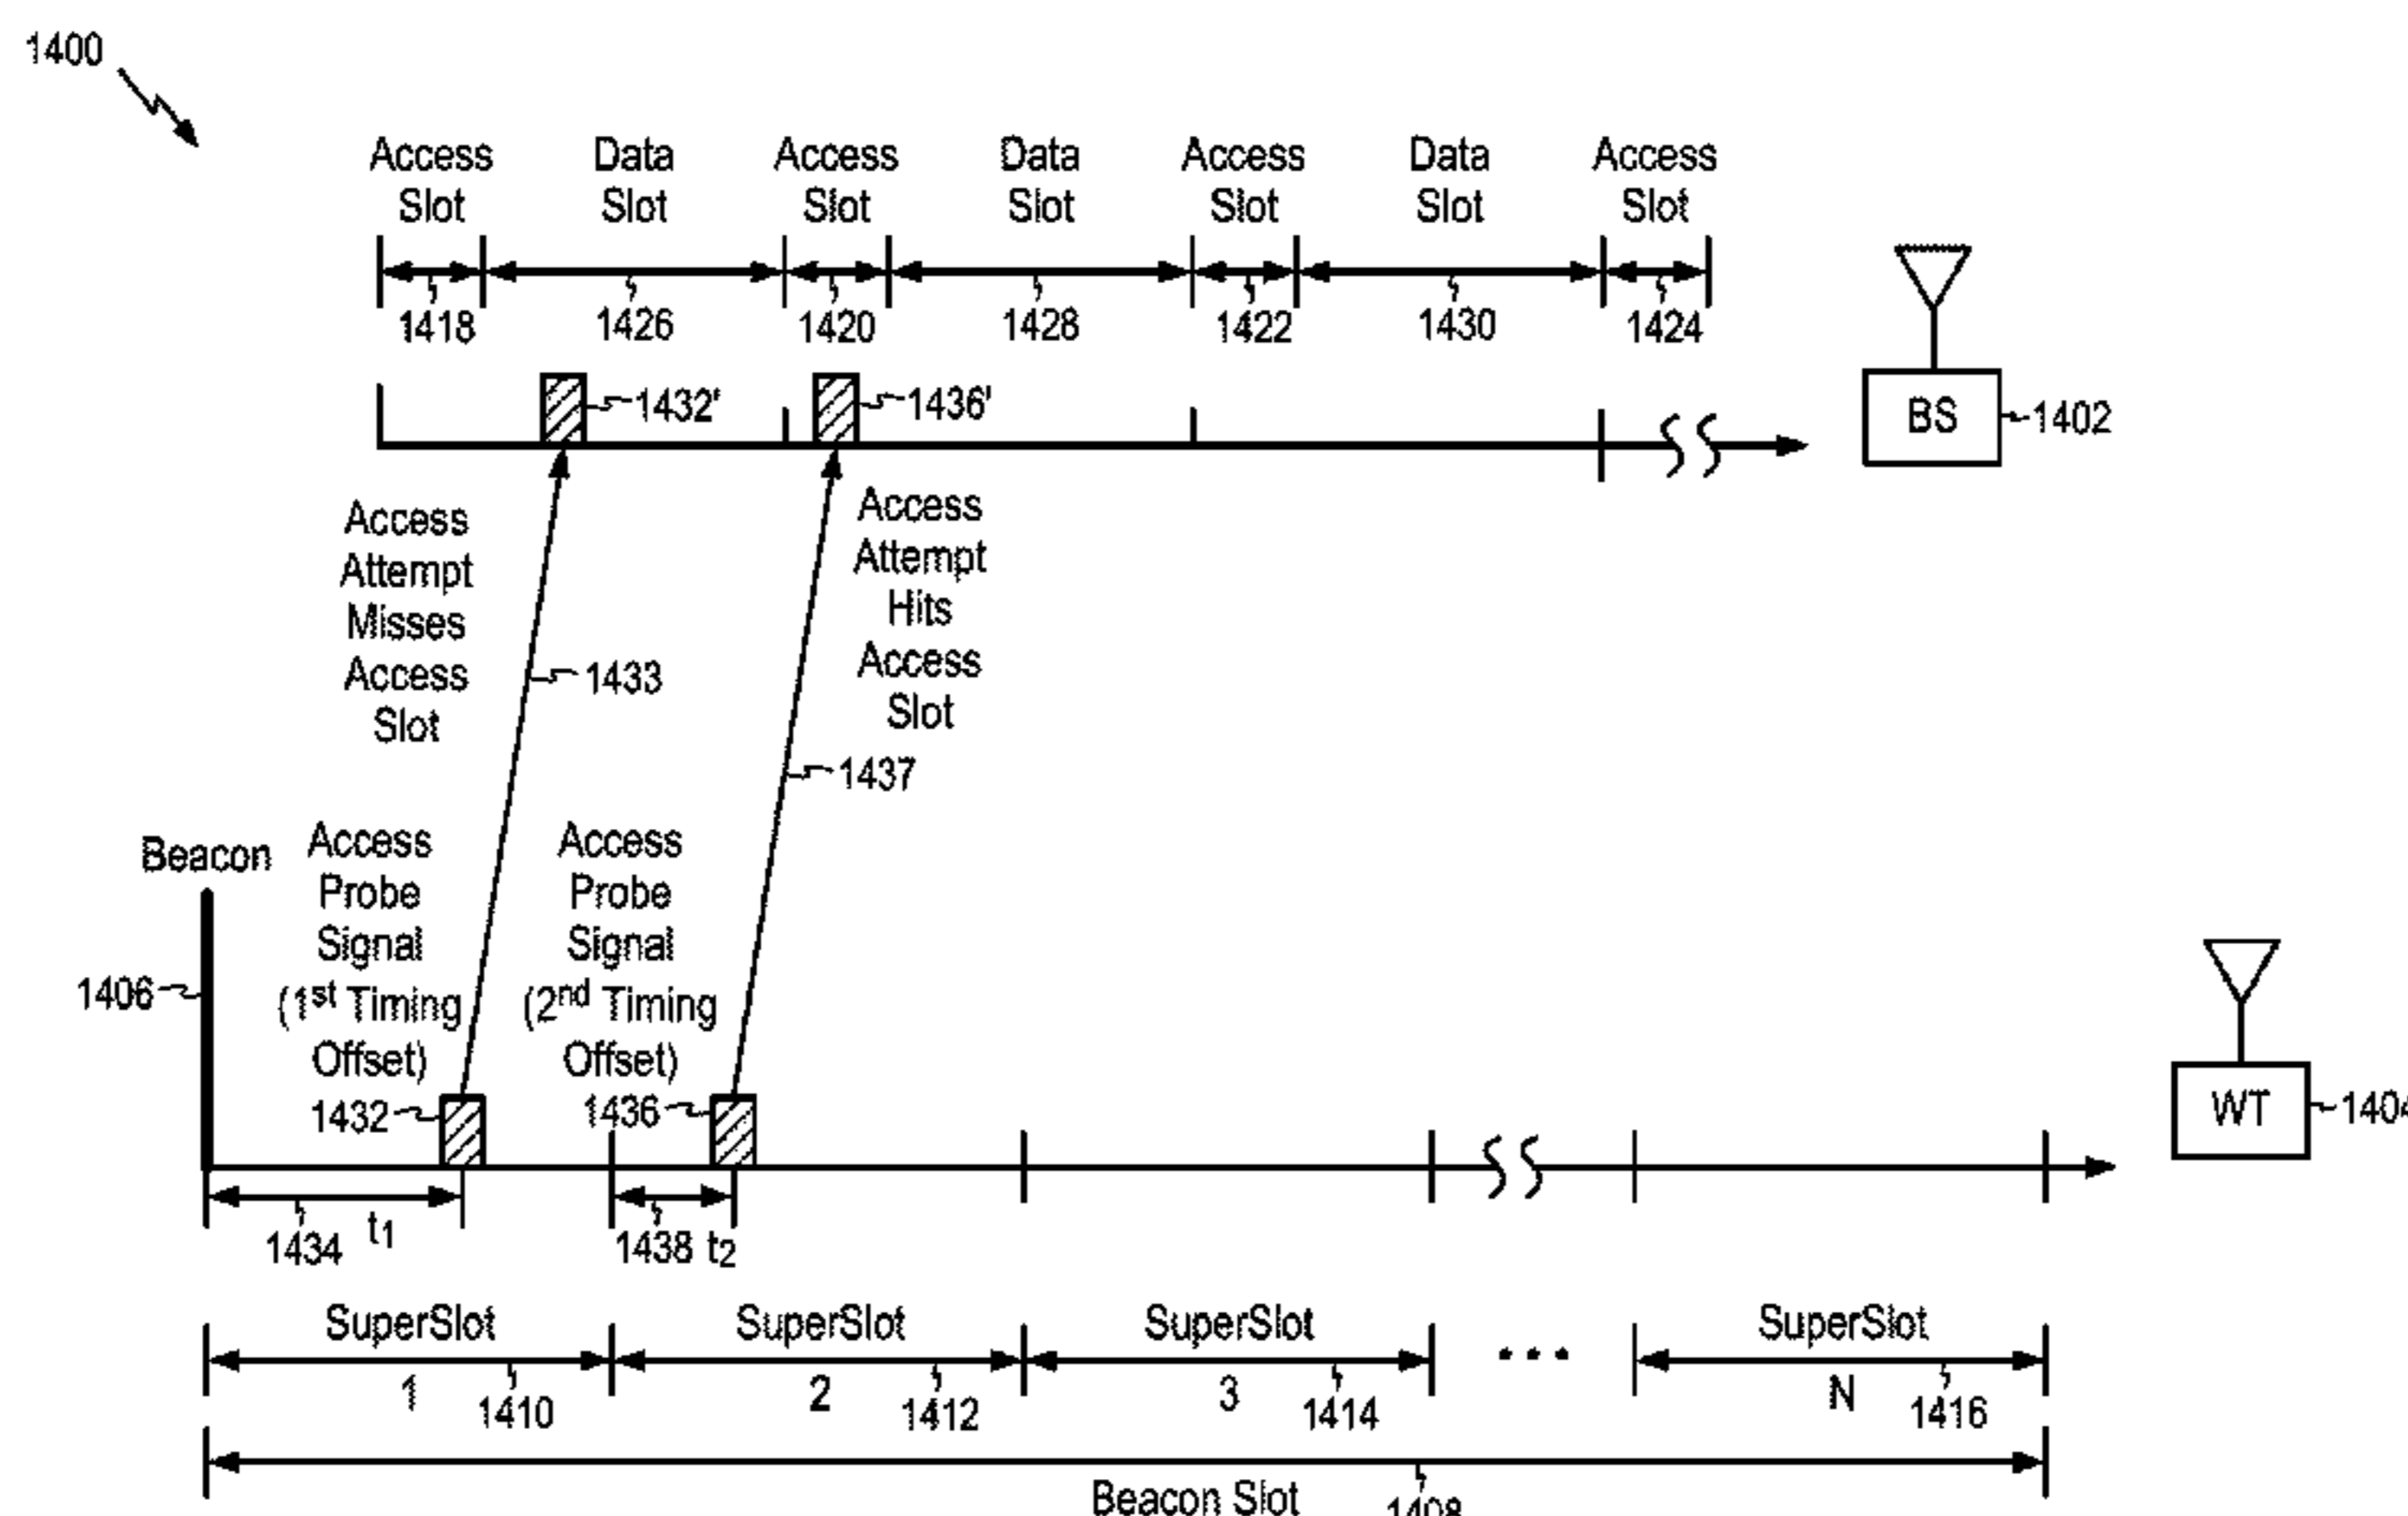 1400
Access Data Access Data Access Data Access
Slot Slot Slot Slot Slot Slot Slot
1418 1426 1420 1428 1422 1430 1424
1432' 1436' BS 1402
Access
Attempt
Misses
Access
Slot
Access
Attempt
Hits
Access
Slot
1433
1437
Beacon
1406
Access
Probe
Signal
(1st Timing
Offset)
1432
Access
Probe
Signal
(2nd Timing
Offset)
1436
WT 1404
1434 t1 1438 t2
SuperSlot SuperSlot SuperSlot ... SuperSlot
1 1410 2 1412 3 1414 N 1416
Beacon Slot 1408